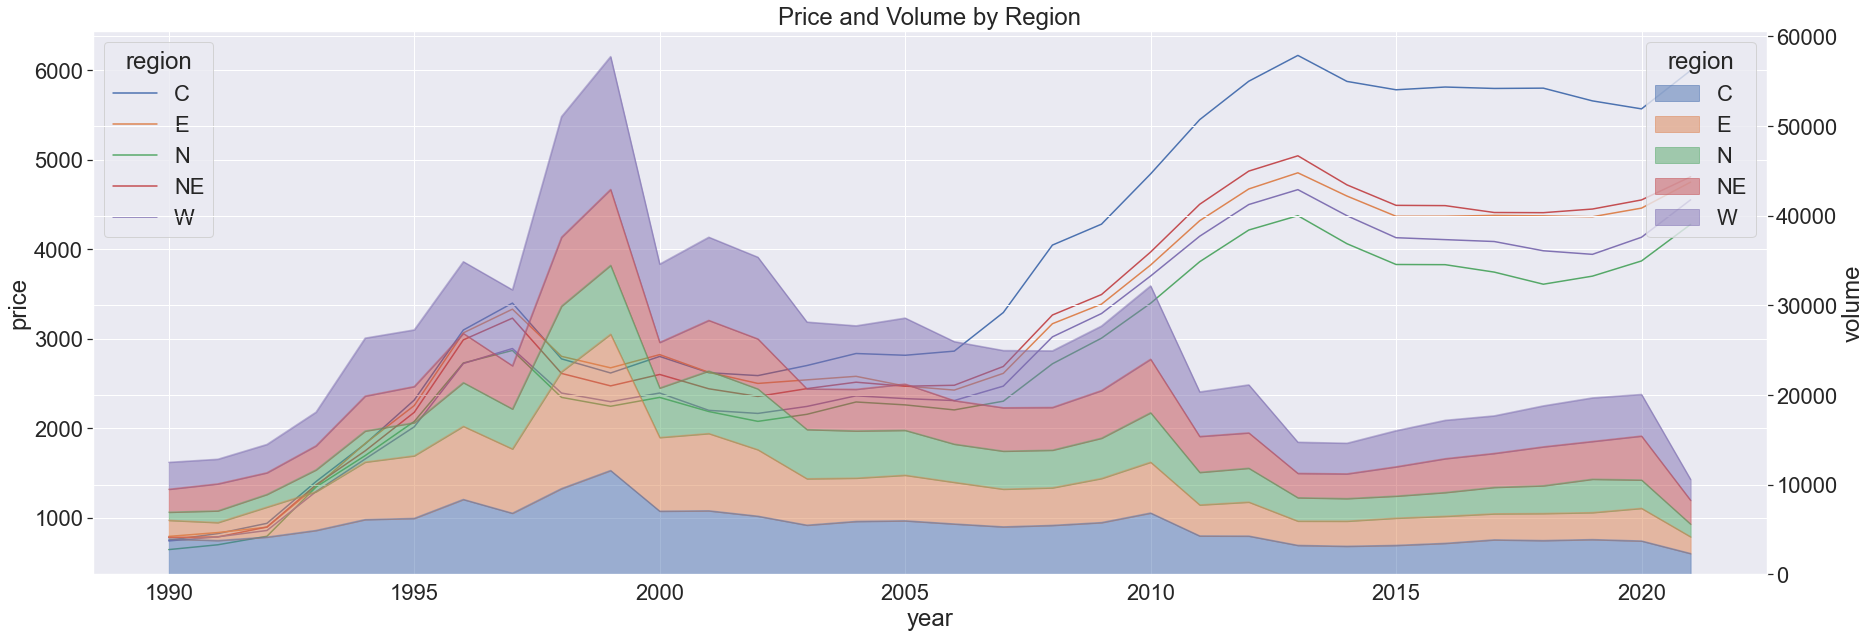 Price and Volume by Region
region
C
E
N
NE
W
region
C
E
N
NE
W
price
6000
5000
4000
3000
2000
1000
volume
60000
50000
40000
30000
20000
10000
0
1990 1995 2000 2005 2010 2015 2020
year